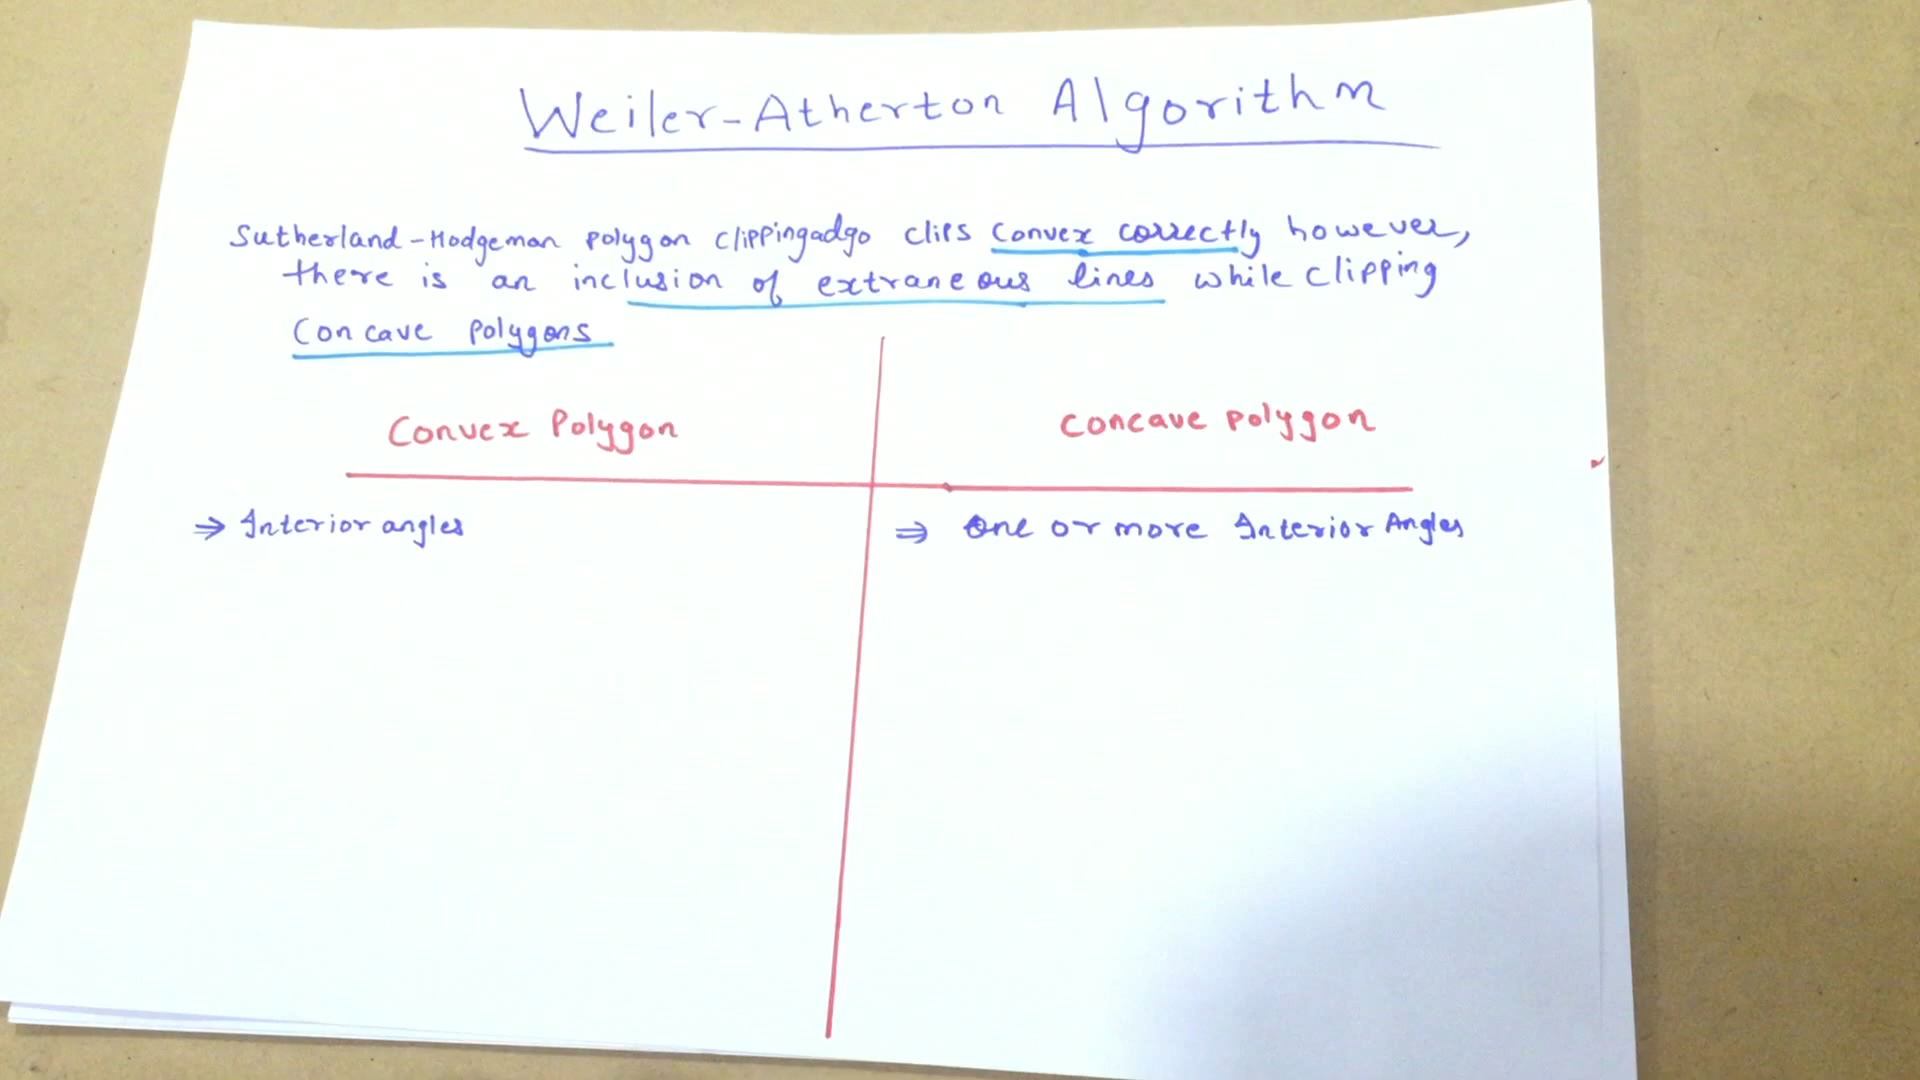 Weiler-Atherton Algorithm
Sutherland-Hodgeman polygon clippingadgo clips convex correctly however,
there is an inclusion of extraneous lines while clipping
Concave polygons
Convex Polygon
concave polygon
⇒ Interior angles
⇒ One or more Interior Angles